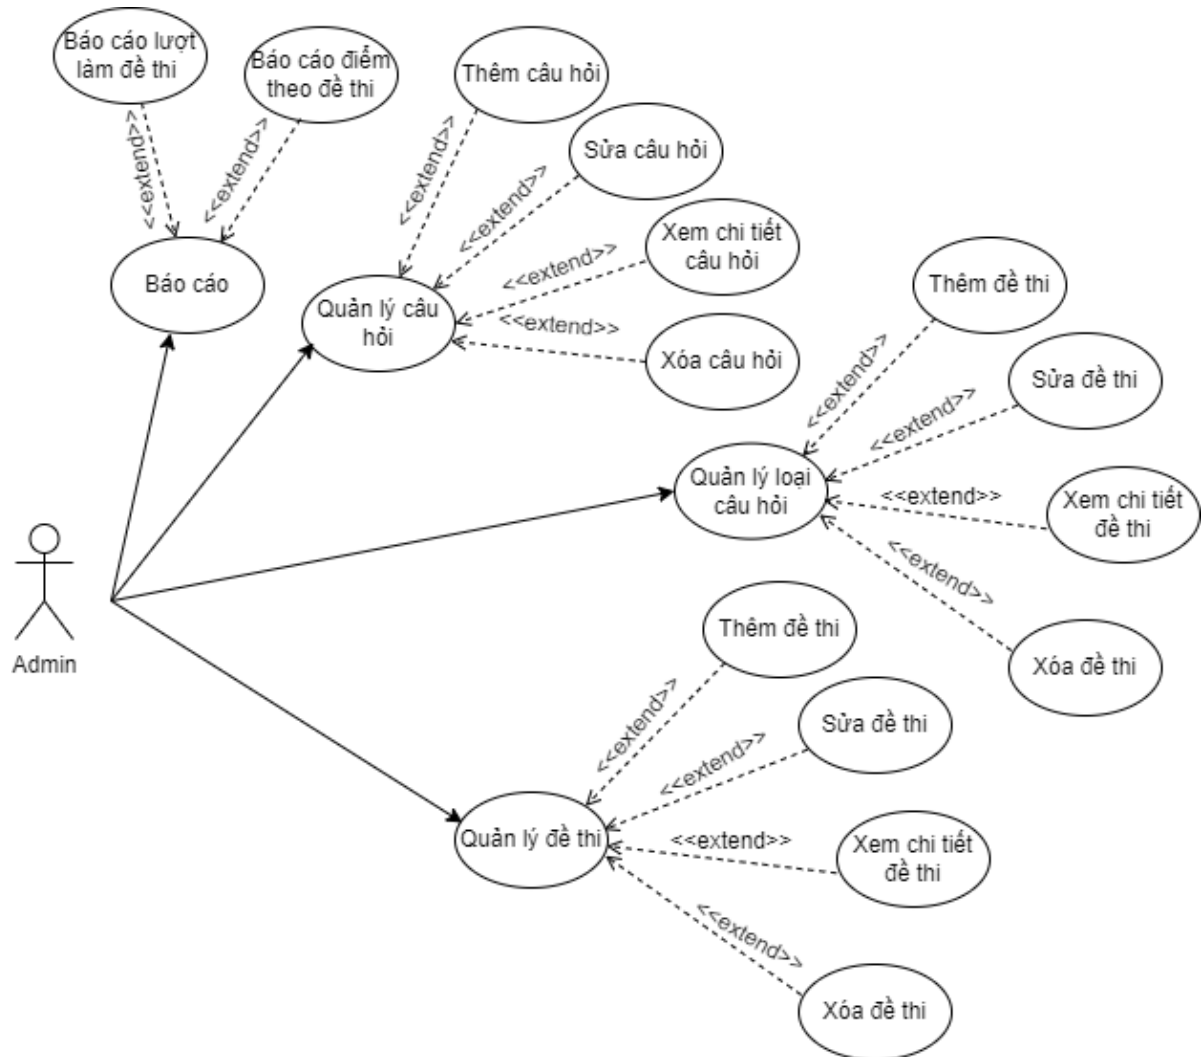 Báo cáo lượt
làm đề thi
Báo cáo điểm
theo đề thi
Thêm câu hỏi
Sửa câu hỏi
Xem chi tiết
câu hỏi
Xóa câu hỏi
<<extend>>
<<extend>>
<<extend>>
<<extend>>
<<extend>>
<<extend>>
Báo cáo
Quản lý câu
hỏi
Thêm đề thi
Sửa đề thi
Xem chi tiết
đề thi
Xóa đề thi
<<extend>>
<<extend>>
<<extend>>
<<extend>>
Quản lý loại
câu hỏi
Admin
Thêm đề thi
Sửa đề thi
Xem chi tiết
đề thi
Xóa đề thi
<<extend>>
<<extend>>
<<extend>>
<<extend>>
Quản lý đề thi